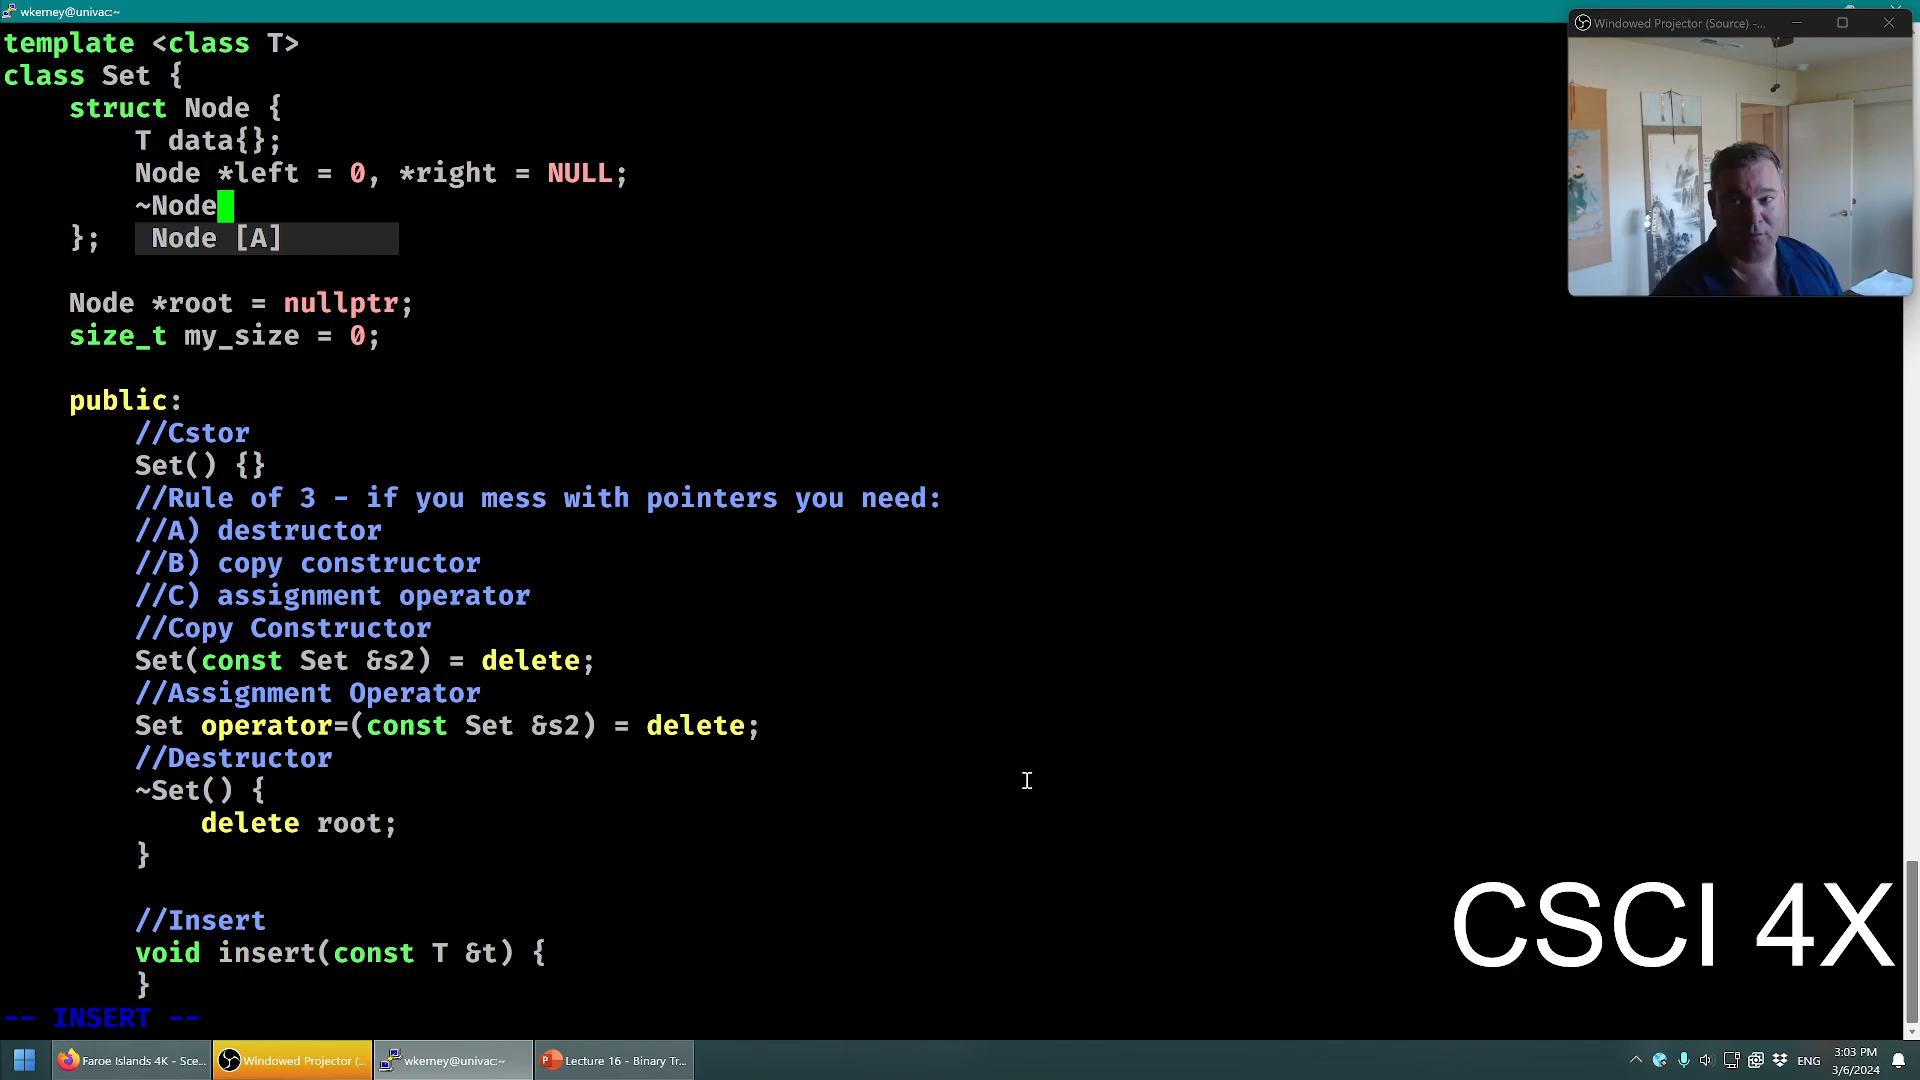 wkerney@univac:~
Windowed Projector (Source) -...
template <class T>
class Set {
struct Node {
T data{};
Node *left = 0, *right = NULL;
~Node
}; Node [A]
Node *root = nullptr;
size_t my_size = 0;
public:
//Cstor
Set() {}
//Rule of 3 - if you mess with pointers you need:
//A) destructor
//B) copy constructor
//C) assignment operator
//Copy Constructor
Set(const Set &s2) = delete;
//Assignment Operator
Set operator=(const Set &s2) = delete;
//Destructor
~Set() {
delete root;
}
//Insert
void insert(const T &t) {
}
-- INSERT --
CSCI 4X
Faroe Islands 4K - Sce...
Windowed Projector (...
wkerney@univac:~
Lecture 16 - Binary Tr...
ENG
3:03 PM
3/6/2024